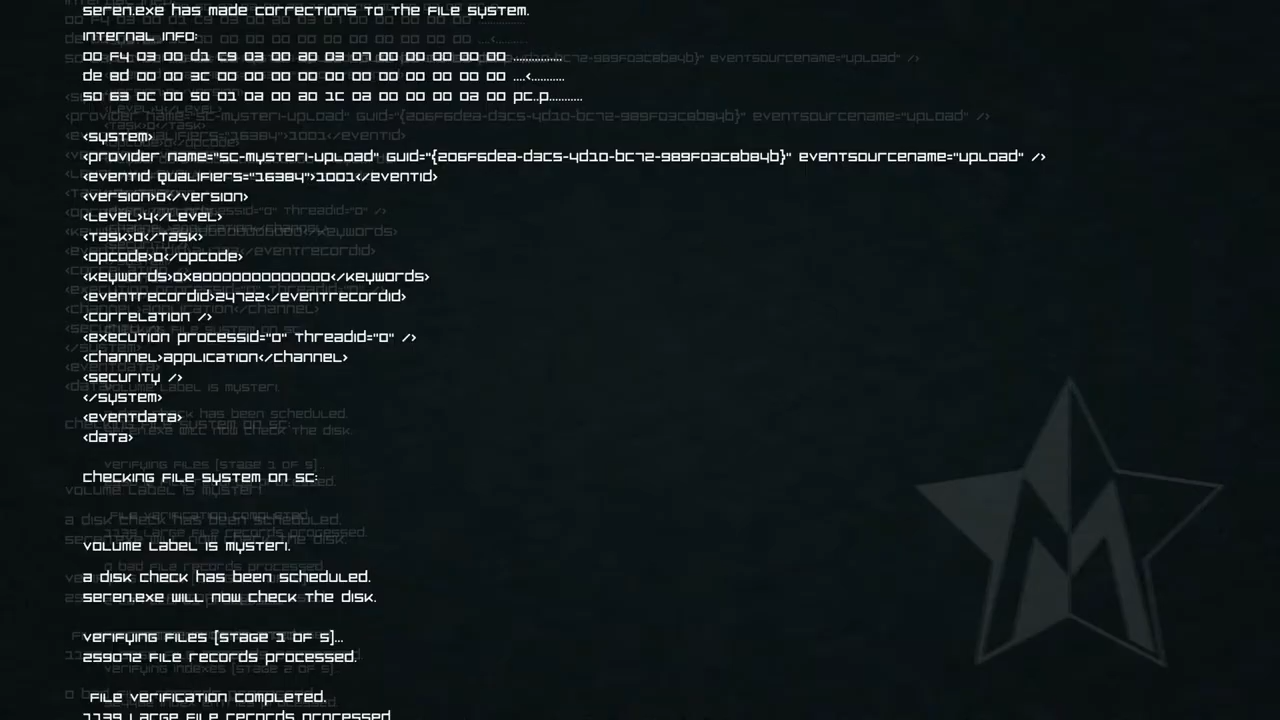 seren.exe has made corrections to the file system.
internal info:
00 f4 03 00 d1 c9 03 00 a0 03 07 00 00 00 00 00 ..............
de 8d 00 00 3c 00 00 00 00 00 00 00 00 00 00 00 ....<...........
50 63 0c 00 50 01 0a 00 a0 1c 0a 00 00 00 0a 00 pc..p..........
<system>
<provider name="sc-mysteri-upload" guid="{206f6dea-d3c5-4d10-bc72-989f03c8b84b}" eventsourcename="upload" />
<eventid qualifiers="16384">1001</eventid>
<version>0</version>
<level>4</level>
<task>0</task>
<opcode>0</opcode>
<keywords>0x80000000000000</keywords>
<eventrecordid>24722</eventrecordid>
<correlation />
<execution processid="0" threadid="0" />
<channel>application</channel>
<security />
</system>
<eventdata>
<data>
checking file system on sc:
volume label is mysteri.
a disk check has been scheduled.
seren.exe will now check the disk.
verifying files [stage 1 of 5]...
259072 file records processed.
file verification completed.
1139 large file records processed.
M